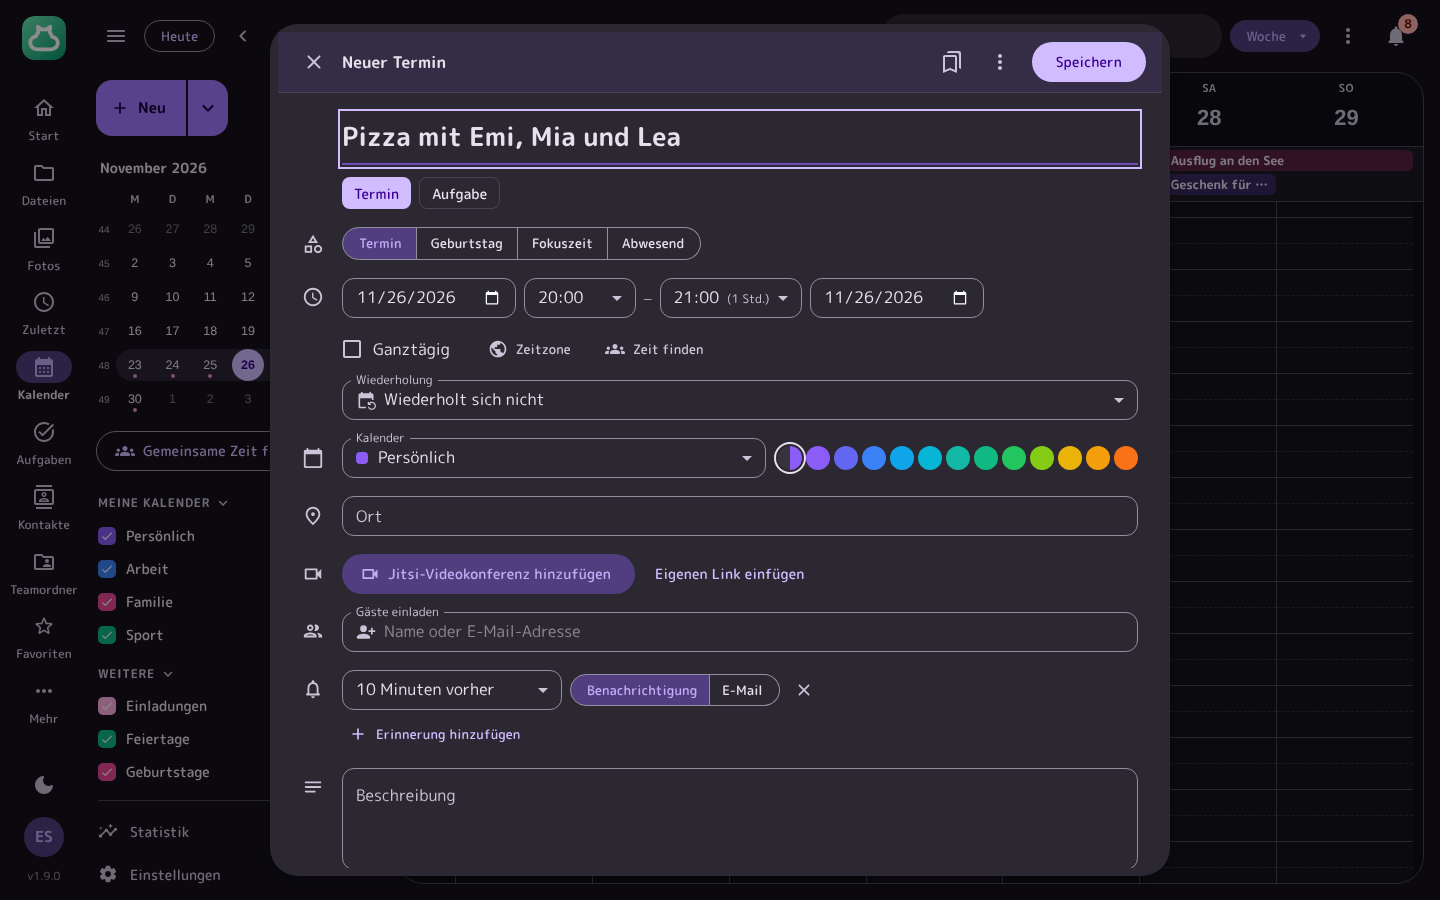 Heute
Woche
8
Start
Dateien
Fotos
Zuletzt
Kalender
Aufgaben
Kontakte
Teamordner
Favoriten
Mehr
ES
v1.9.0
Neu
November 2026
M D M D
44 26 27 28 29
45 2 3 4 5
46 9 10 11 12
47 16 17 18 19
48 23 24 25 26
49 30 1 2 3
Gemeinsame Zeit f
MEINE KALENDER
Persönlich
Arbeit
Familie
Sport
WEITERE
Einladungen
Feiertage
Geburtstage
Statistik
Einstellungen
Neuer Termin
Speichern
Pizza mit Emi, Mia und Lea
Termin Aufgabe
Termin Geburtstag Fokuszeit Abwesend
11/26/2026 20:00 – 21:00 (1 Std.) 11/26/2026
Ganztägig Zeitzone Zeit finden
Wiederholung
Wiederholt sich nicht
Kalender
Persönlich
Ort
Jitsi-Videokonferenz hinzufügen Eigenen Link einfügen
Gäste einladen
Name oder E-Mail-Adresse
10 Minuten vorher Benachrichtigung E-Mail
Erinnerung hinzufügen
Beschreibung
SA SO
28 29
Ausflug an den See
Geschenk für ···